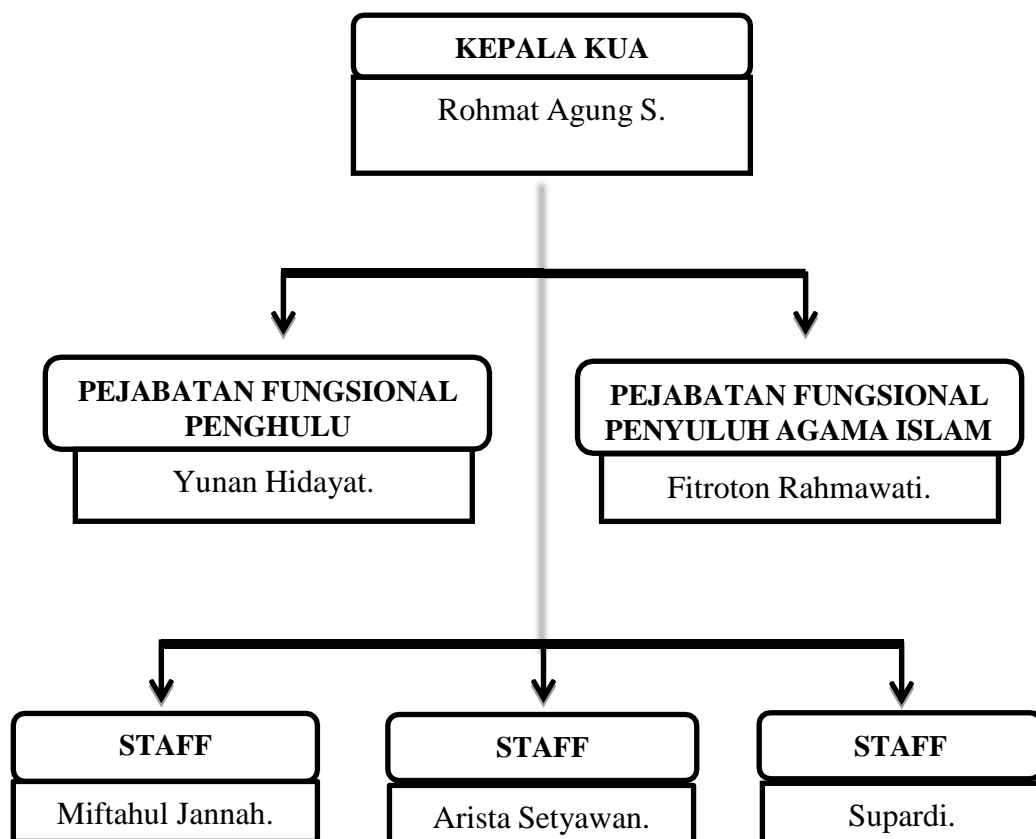 KEPALA KUA
Rohmat Agung S.
PEJABATAN FUNGSIONAL
PENGHULU
Yunan Hidayat.
PEJABATAN FUNGSIONAL
PENYULUH AGAMA ISLAM
Fitroton Rahmawati.
STAFF
Miftahul Jannah.
STAFF
Arista Setyawan.
STAFF
Supardi.